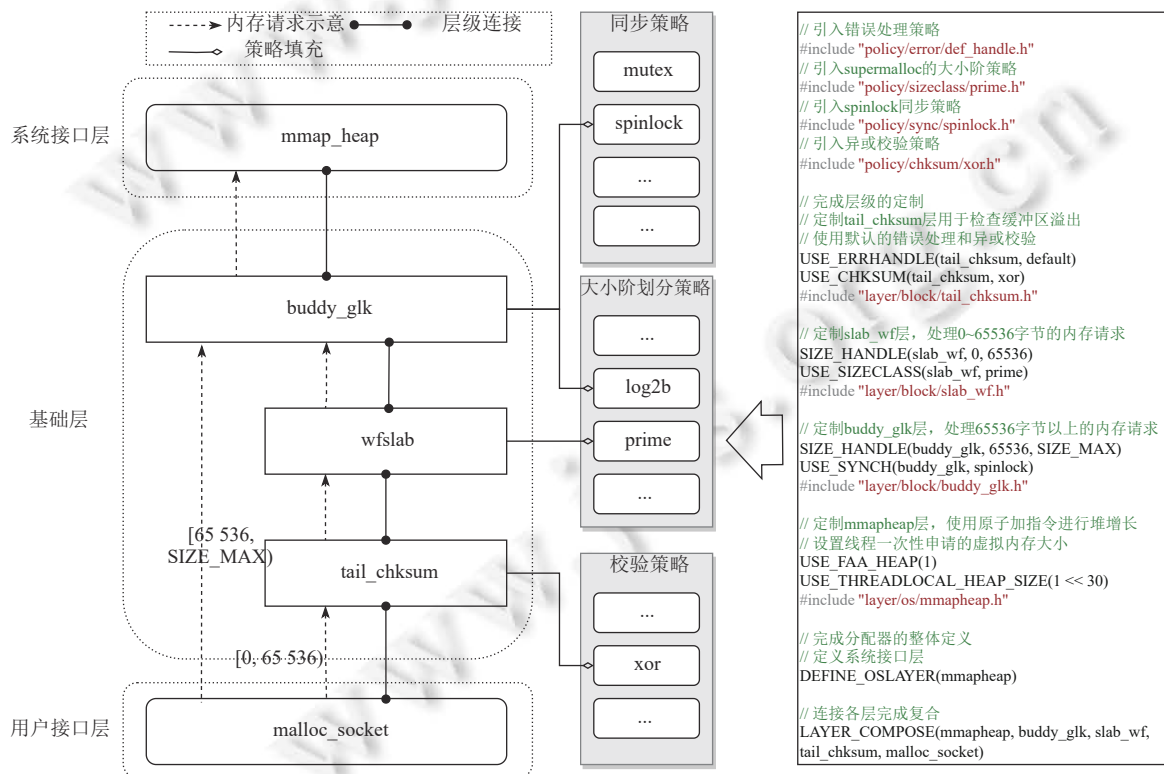 内存请求示意
层级连接
策略填充
系统接口层
mmap_heap
基础层
buddy_glk
wfslab
[65 536,
SIZE_MAX)
tail_chksum
[0, 65 536)
用户接口层
malloc_socket
同步策略
mutex
spinlock
...
...
大小阶划分策略
...
log2b
prime
...
校验策略
...
xor
...
// 引入错误处理策略
#include "policy/error/def_handle.h"
// 引入supermalloc的大小阶策略
#include "policy/sizeclass/prime.h"
// 引入spinlock同步策略
#include "policy/sync/spinlock.h"
// 引入异或校验策略
#include "policy/chksum/xor.h"
// 完成层级的定制
// 定制tail_chksum层用于检查缓冲区溢出
// 使用默认的错误处理和异或校验
USE_ERRHANDLE(tail_chksum, default)
USE_CHKSUM(tail_chksum, xor)
#include "layer/block/tail_chksum.h"
// 定制slab_wf层，处理0~65536字节的内存请求
SIZE_HANDLE(slab_wf, 0, 65536)
USE_SIZECLASS(slab_wf, prime)
#include "layer/block/slab_wf.h"
// 定制buddy_glk层，处理65536字节以上的内存请求
SIZE_HANDLE(buddy_glk, 65536, SIZE_MAX)
USE_SYNCH(buddy_glk, spinlock)
#include "layer/block/buddy_glk.h"
// 定制mmapheap层，使用原子加指令进行堆增长
// 设置线程一次性申请的虚拟内存大小
USE_FAA_HEAP(1)
USE_THREADLOCAL_HEAP_SIZE(1 << 30)
#include "layer/os/mmapheap.h"
// 完成分配器的整体定义
// 定义系统接口层
DEFINE_OSLAYER(mmapheap)
// 连接各层完成复合
LAYER_COMPOSE(mmapheap, buddy_glk, slab_wf,
tail_chksum, malloc_socket)